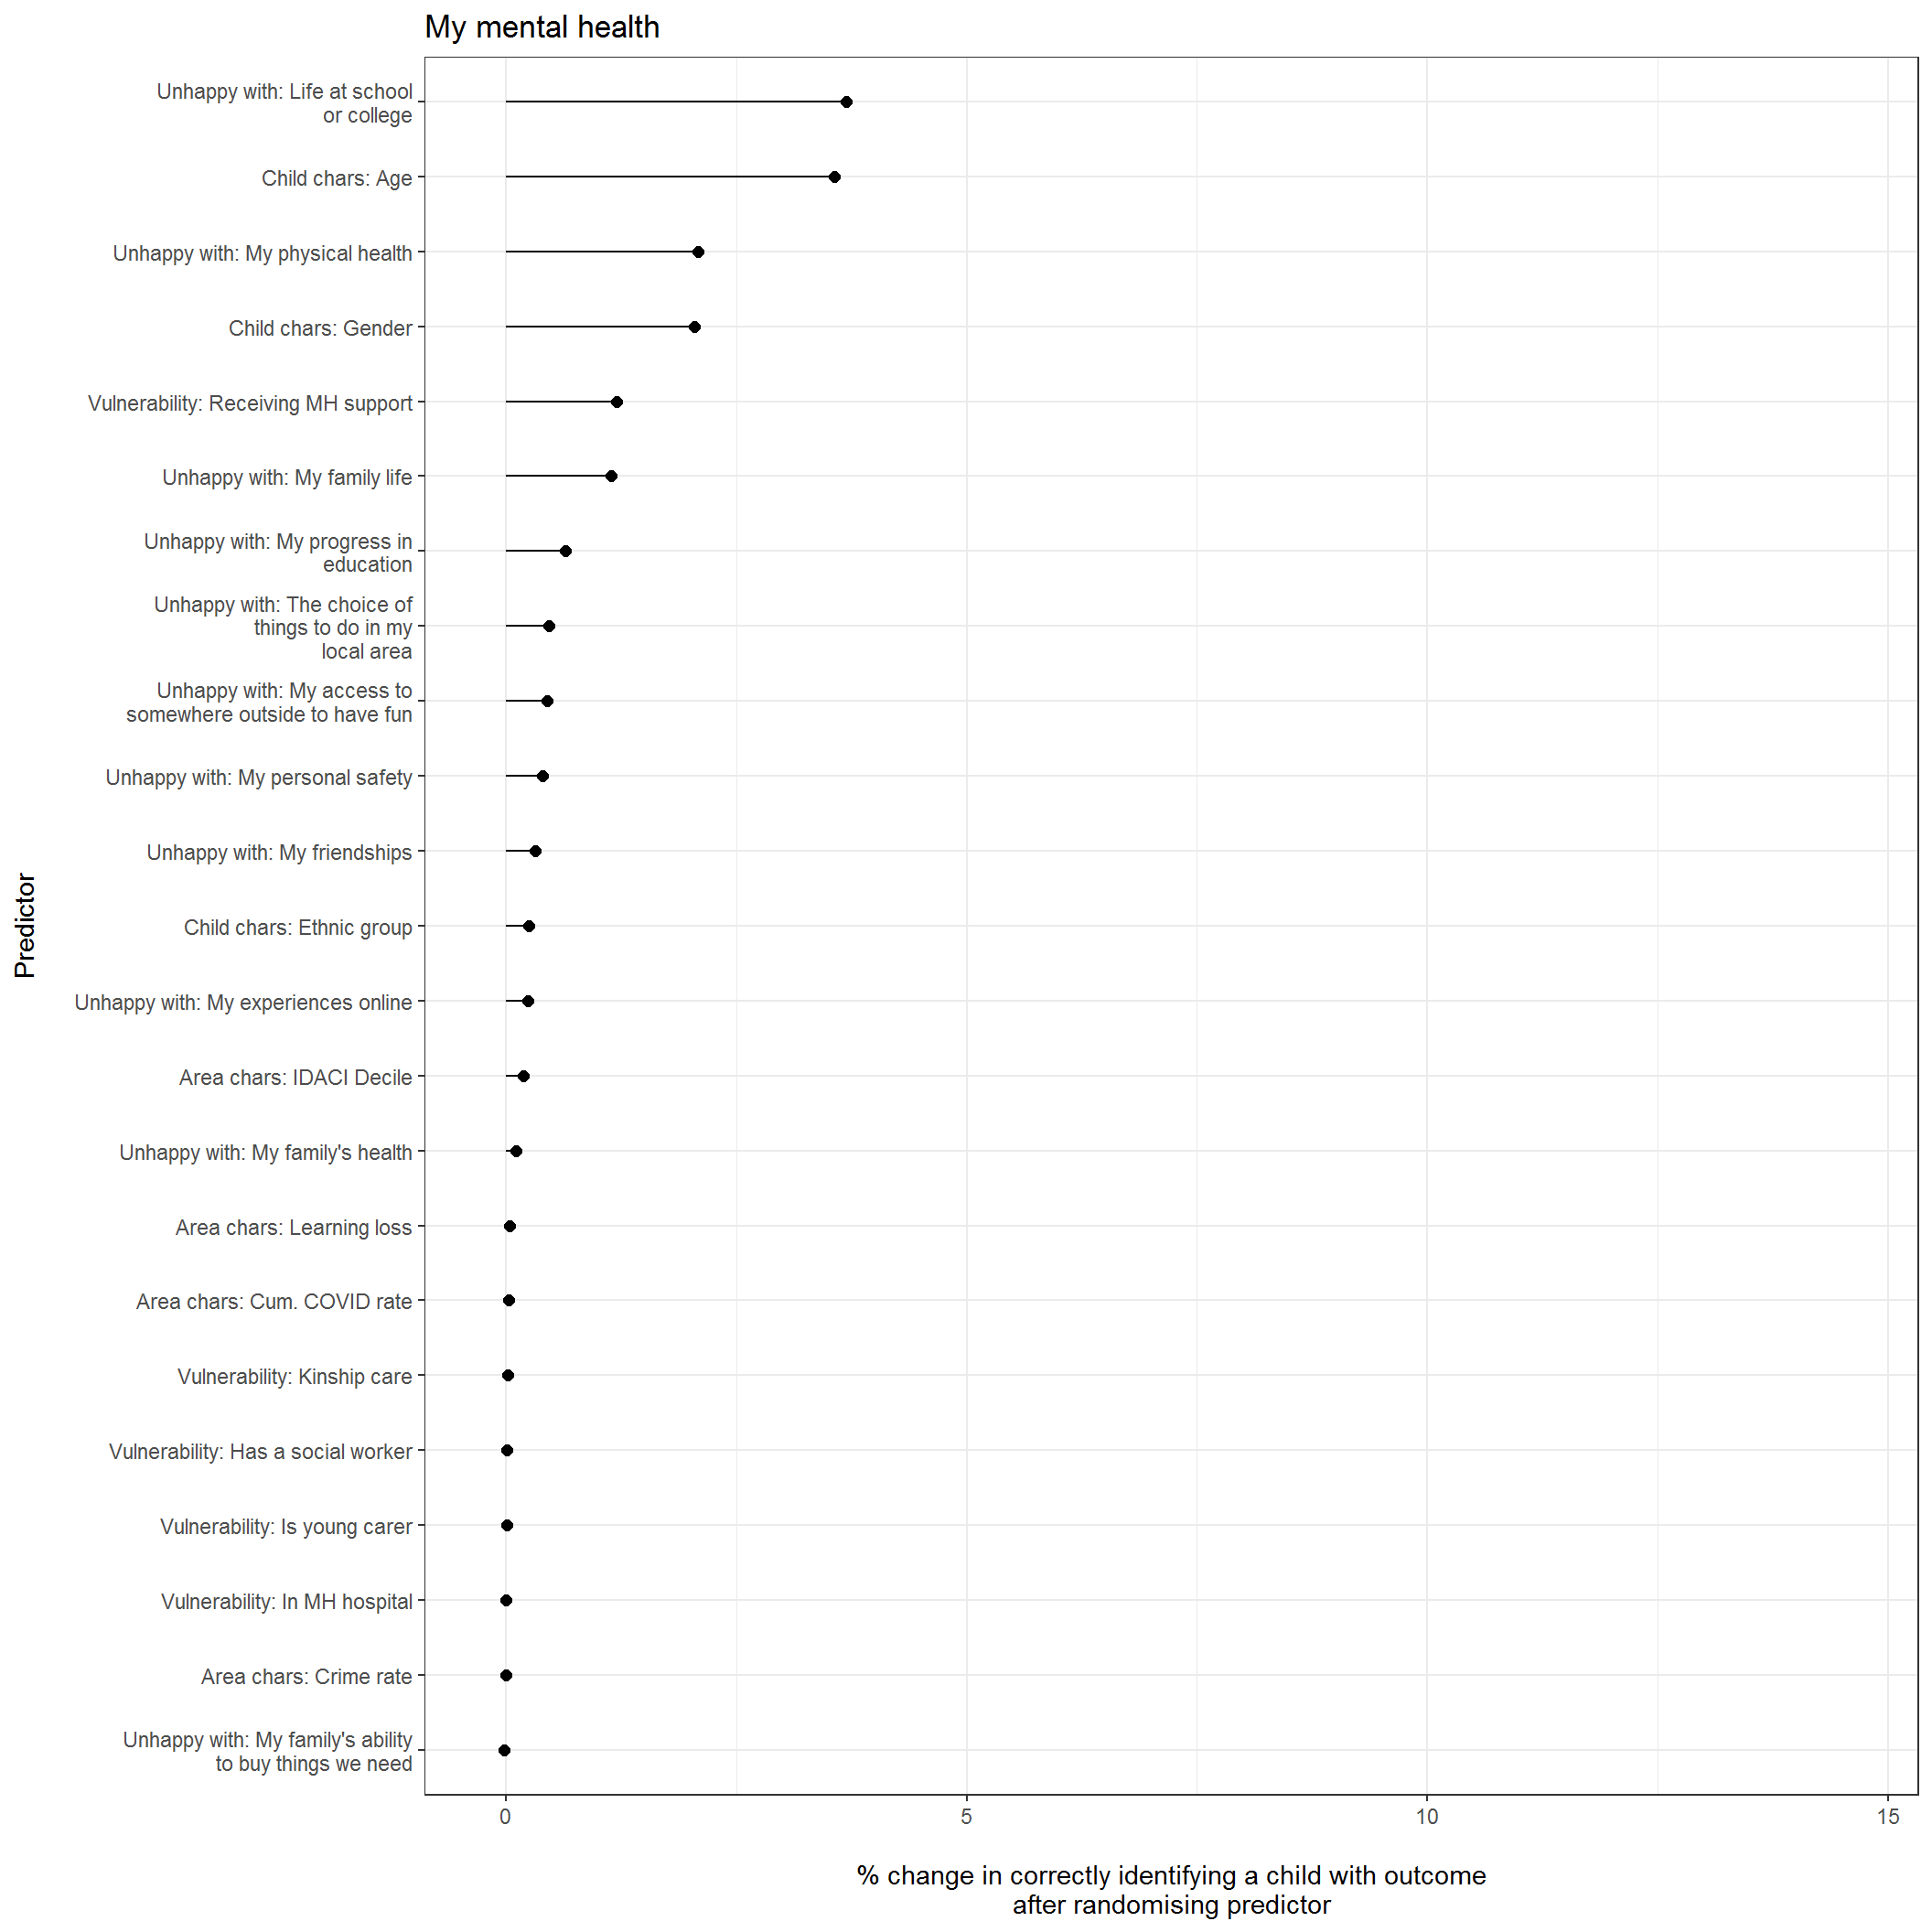 My mental health
Unhappy with: Life at school
or college
Child chars: Age
Unhappy with: My physical health
Child chars: Gender
Vulnerability: Receiving MH support
Unhappy with: My family life
Unhappy with: My progress in
education
Unhappy with: The choice of
things to do in my
local area
Unhappy with: My access to
somewhere outside to have fun
Unhappy with: My personal safety
Unhappy with: My friendships
Child chars: Ethnic group
Unhappy with: My experiences online
Area chars: IDACI Decile
Unhappy with: My family's health
Area chars: Learning loss
Area chars: Cum. COVID rate
Vulnerability: Kinship care
Vulnerability: Has a social worker
Vulnerability: Is young carer
Vulnerability: In MH hospital
Area chars: Crime rate
Unhappy with: My family's ability
to buy things we need
Predictor
0 5 10 15
% change in correctly identifying a child with outcome
after randomising predictor